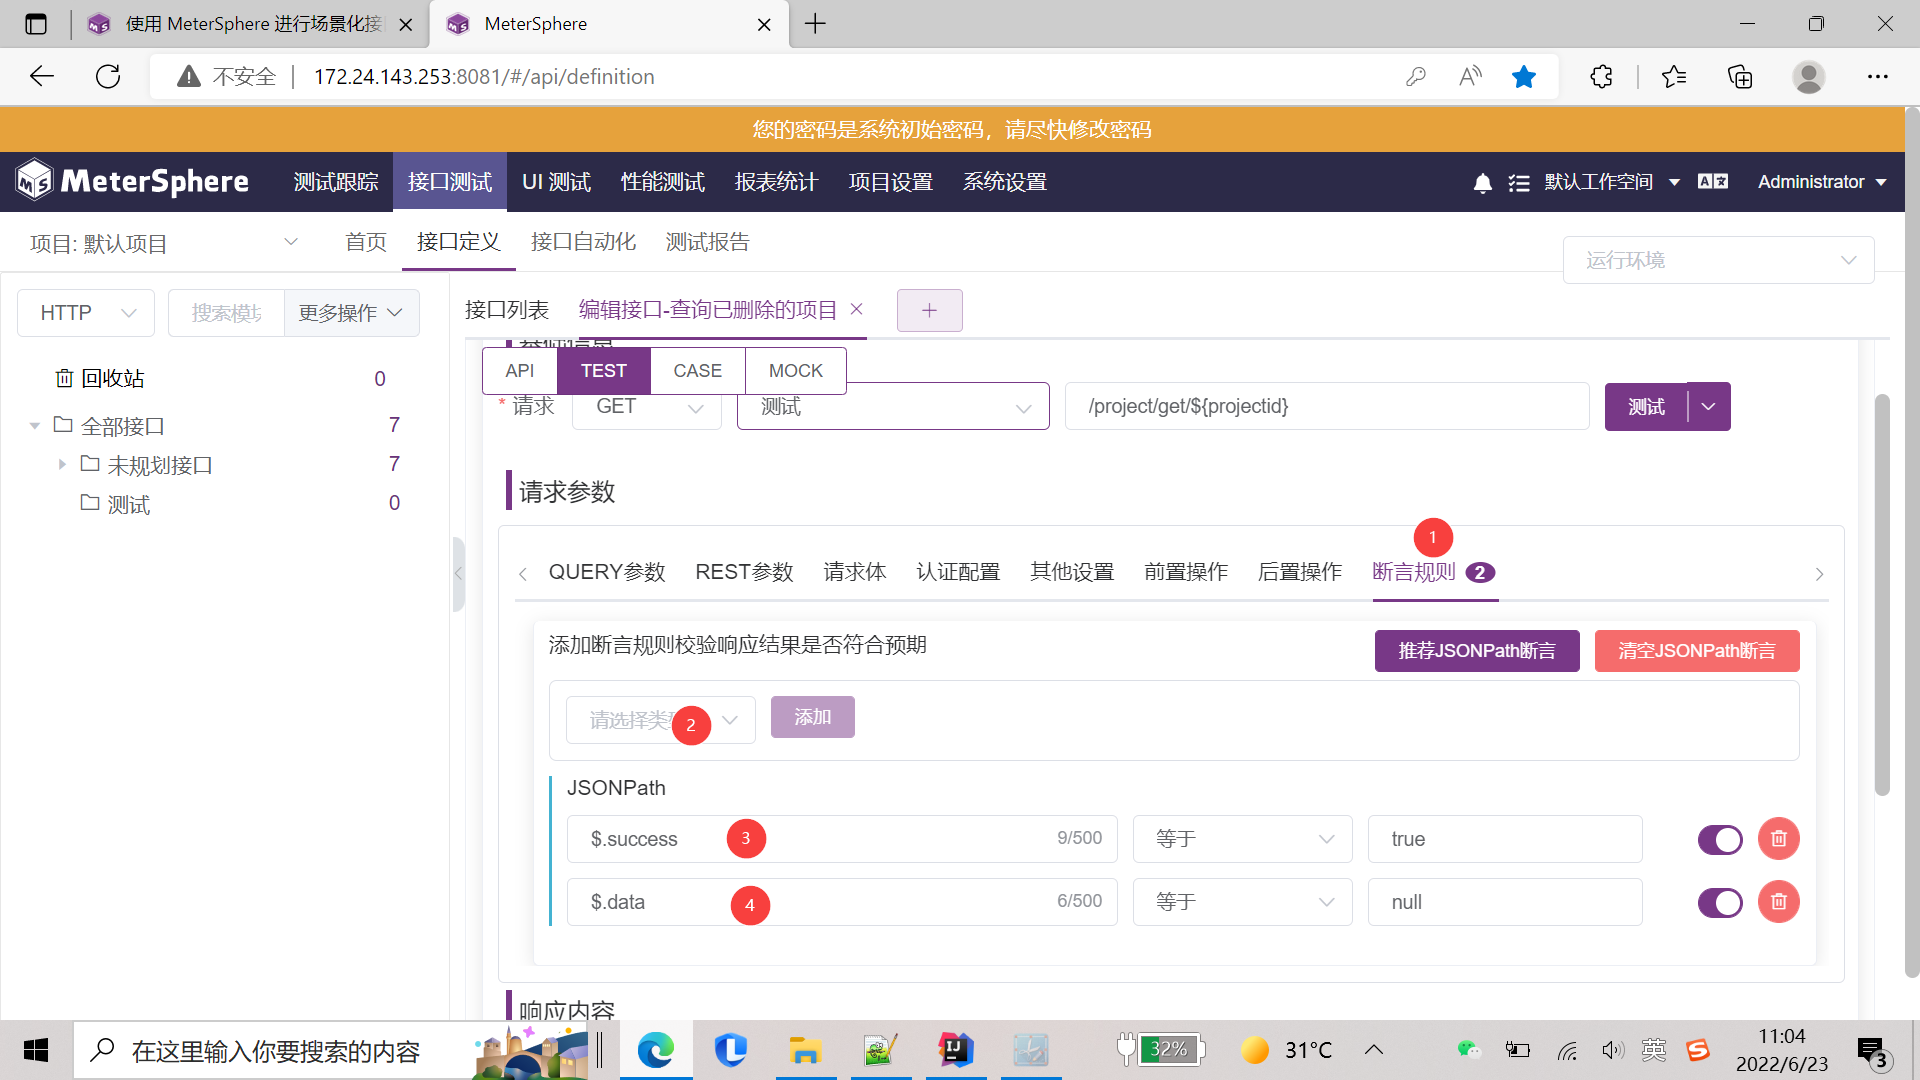 使用 MeterSphere 进行场景化接
MeterSphere
不安全
172.24.143.253:8081/#/api/definition
您的密码是系统初始密码，请尽快修改密码
MeterSphere
测试跟踪
接口测试
UI 测试
性能测试
报表统计
项目设置
系统设置
默认工作空间
Administrator
项目: 默认项目
首页
接口定义
接口自动化
测试报告
运行环境
HTTP
搜索模块
更多操作
接口列表
编辑接口-查询已删除的项目
+
回收站 0
全部接口 7
未规划接口 7
测试 0
基础信息
API
TEST
CASE
MOCK
* 请求
GET
测试
/project/get/${projectid}
测试
请求参数
1
QUERY参数
REST参数
请求体
认证配置
其他设置
前置操作
后置操作
断言规则 2
添加断言规则校验响应结果是否符合预期
推荐JSONPath断言
清空JSONPath断言
请选择类
2
添加
JSONPath
$.success
3
9/500
等于
true
$.data
4
6/500
等于
null
响应内容
在这里输入你要搜索的内容
32%
31°C
英
11:04
2022/6/23
3